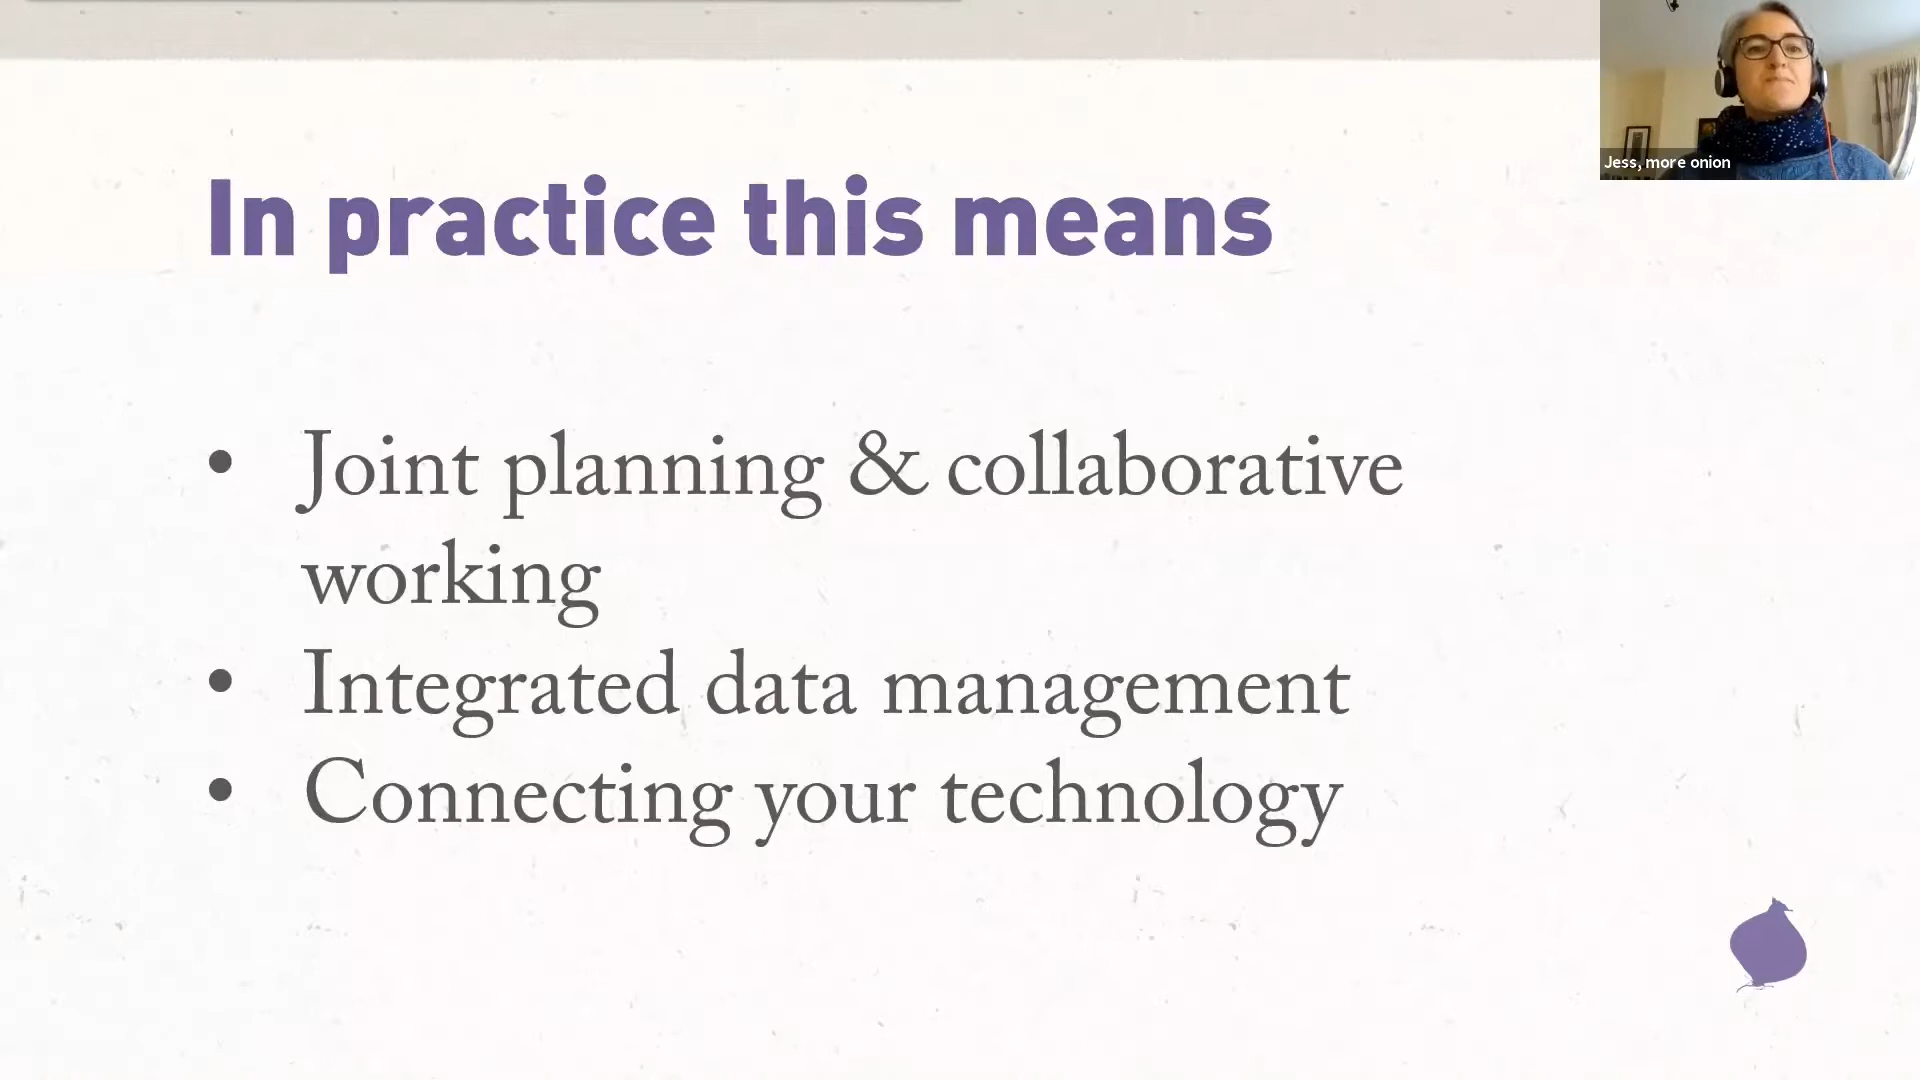 In practice this means
• Joint planning & collaborative
working
• Integrated data management
• Connecting your technology
Jess, more onion